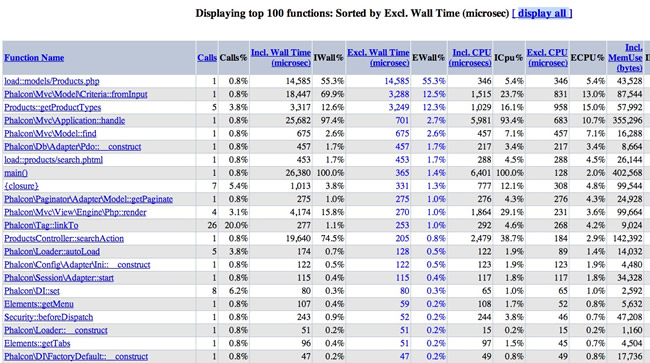 Displaying top 100 functions: Sorted by Excl. Wall Time (microsec) [ display all ]
Function Name Calls Calls% Incl. Wall Time (microsec) IWall% Excl. Wall Time (microsec) EWall% Incl. CPU (microsecs) ICpu% Excl. CPU (microsec) ECPU% Incl. MemUse (bytes)
load::models/Products.php 1 0.8% 14,585 55.3% 14,585 55.3% 346 5.4% 346 5.4% 43,528
Phalcon\Mvc\Model\Criteria::fromInput 1 0.8% 18,447 69.9% 3,288 12.5% 1,515 23.7% 831 13.0% 87,544
Products::getProductTypes 5 3.8% 3,317 12.6% 3,249 12.3% 1,029 16.1% 958 15.0% 57,992
Phalcon\Mvc\Application::handle 1 0.8% 25,682 97.4% 701 2.7% 5,981 93.4% 683 10.7% 355,296
Phalcon\Mvc\Model::find 1 0.8% 675 2.6% 675 2.6% 457 7.1% 457 7.1% 16,288
Phalcon\Db\Adapter\Pdo::__construct 1 0.8% 457 1.7% 457 1.7% 217 3.4% 217 3.4% 8,664
load::products/search.phtml 1 0.8% 453 1.7% 453 1.7% 288 4.5% 288 4.5% 26,144
main() 1 0.8% 26,380 100.0% 365 1.4% 6,401 100.0% 128 2.0% 402,568
{closure} 7 5.4% 1,013 3.8% 331 1.3% 777 12.1% 308 4.8% 99,544
Phalcon\Paginator\Adapter\Model::getPaginate 1 0.8% 275 1.0% 275 1.0% 276 4.3% 276 4.3% 24,928
Phalcon\Mvc\View\Engine\Php::render 4 3.1% 4,174 15.8% 270 1.0% 1,864 29.1% 231 3.6% 99,664
Phalcon\Tag::linkTo 26 20.0% 277 1.1% 253 1.0% 292 4.6% 268 4.2% 9,024
ProductsController::searchAction 1 0.8% 19,640 74.5% 205 0.8% 2,479 38.7% 184 2.9% 142,392
Phalcon\Loader::autoLoad 5 3.8% 174 0.7% 128 0.5% 122 1.9% 89 1.4% 14,032
Phalcon\Config\Adapter\Ini::__construct 1 0.8% 122 0.5% 122 0.5% 123 1.9% 123 1.9% 4,480
Phalcon\Session\Adapter::start 1 0.8% 115 0.4% 115 0.4% 117 1.8% 117 1.8% 34,328
Phalcon\DI::set 8 6.2% 80 0.3% 80 0.3% 65 1.0% 65 1.0% 2,592
Elements::getMenu 1 0.8% 107 0.4% 59 0.2% 108 1.7% 52 0.8% 5,632
Security::beforeDispatch 1 0.8% 243 0.9% 52 0.2% 244 3.8% 46 0.7% 47,208
Phalcon\Loader::__construct 1 0.8% 51 0.2% 51 0.2% 15 0.2% 15 0.2% 1,160
Elements::getTabs 1 0.8% 96 0.4% 51 0.2% 97 1.5% 47 0.7% 4,504
Phalcon\DI\FactoryDefault::__construct 1 0.8% 47 0.2% 47 0.2% 49 0.8% 49 0.8% 17,736